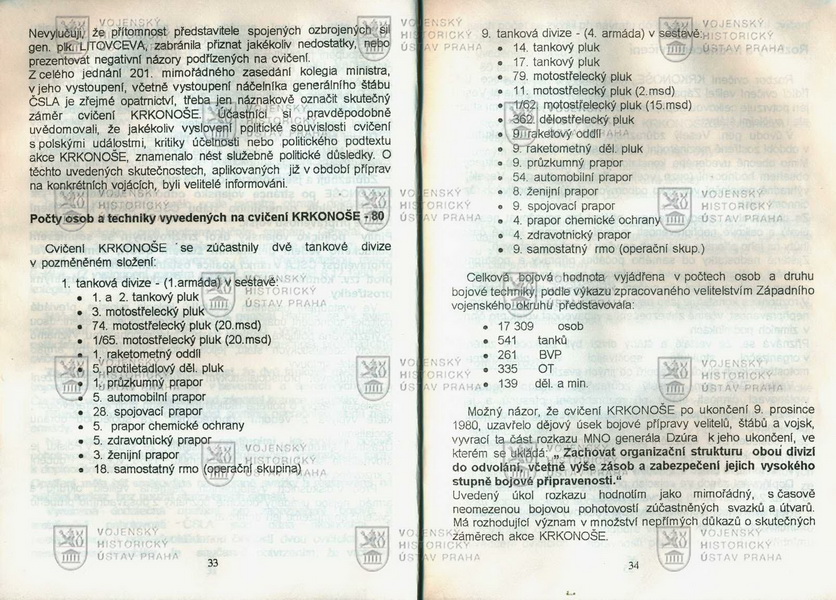 Nevylučuji, že přítomnost představitele spojených ozbrojených sil
gen. plk. LITOVCEVA, zabránila přiznat jakékoliv nedostatky, nebo
prezentovat negativní názory podřízených na cvičení.
Z celého jednání 201. mimořádného zasedání kolegia ministra,
v jeho vystoupení, včetně vystoupení náčelníka generálního štábu
ČSLA je zřejmé opatrnictví, třeba jen náznakově označit skutečný
záměr cvičení KRKONOŠE. Účastníci si pravděpodobně
uvědomovali, že jakékoliv vyslovení politické souvislosti cvičení
s polskými událostmi, kritiky účelnosti nebo politického podtextu
akce KRKONOŠE, znamenalo nést služebně politické důsledky. O
těchto uvedených skutečnostech, aplikovaných již v období příprav
na konkrétních vojácích, byli velitelé informováni.
Počty osob a techniky vyvedených na cvičení KRKONOŠE - 80
Cvičení KRKONOŠE se zúčastnily dvě tankové divize
v pozměněném složení:
1. tanková divize - (1.armáda) v sestavě:
• 1. a 2. tankový pluk
• 3. motostřelecký pluk
• 74. motostřelecký pluk (20.msd)
• 1/65. motostřelecký pluk (20.msd)
• 1. raketometný oddíl
• 5. protiletadlový děl. pluk
• 1. průzkumný prapor
• 5. automobilní prapor
• 28. spojovací prapor
• 5. prapor chemické ochrany
• 5. zdravotnický prapor
• 3. ženijní prapor
• 18. samostatný rmo (operační skupina)
33
9. tanková divize - (4. armáda) v sestavě:
• 14. tankový pluk
• 17. tankový pluk
• 79. motostřelecký pluk
• 11. motostřelecký pluk (2.msd)
• 1/62. motostřelecký pluk (15.msd)
• 362. dělostřelecký pluk
• 9. raketový oddíl
• 9. raketometný děl. pluk
• 9. průzkumný prapor
• 54. automobilní prapor
• 8. ženijní prapor
• 9. spojovací prapor
• 4. prapor chemické ochrany
• 4. zdravotnický prapor
• 9. samostatný rmo (operační skup.)
Celková bojová hodnota vyjádřena v počtech osob a druhu
bojové techniky, podle výkazu zpracovaného velitelstvím Západního
vojenského okruhu představovala:
• 17 309 osob
• 541 tanků
• 261 BVP
• 335 OT
• 139 děl. a min.
Možný názor, že cvičení KRKONOŠE po ukončení 9. prosince
1980, uzavřelo dějový úsek bojové přípravy velitelů, štábů a vojsk,
vyvrací ta část rozkazu MNO generála Dzúra k jeho ukončení, ve
kterém se ukládá „ Zachovat organizační strukturu obou divizí
do odvolání, včetně výše zásob a zabezpečení jejich vysokého
stupně bojové připravenosti.“
Uvedený úkol rozkazu hodnotím jako mimořádný, s časově
neomezenou bojovou pohotovostí zúčastněných svazků a útvarů.
Má rozhodující význam v množství nepřímých důkazů o skutečných
záměrech akce KRKONOŠE.
34
VOJENSKÝ
HISTORICKÝ
ÚSTAV PRAHA